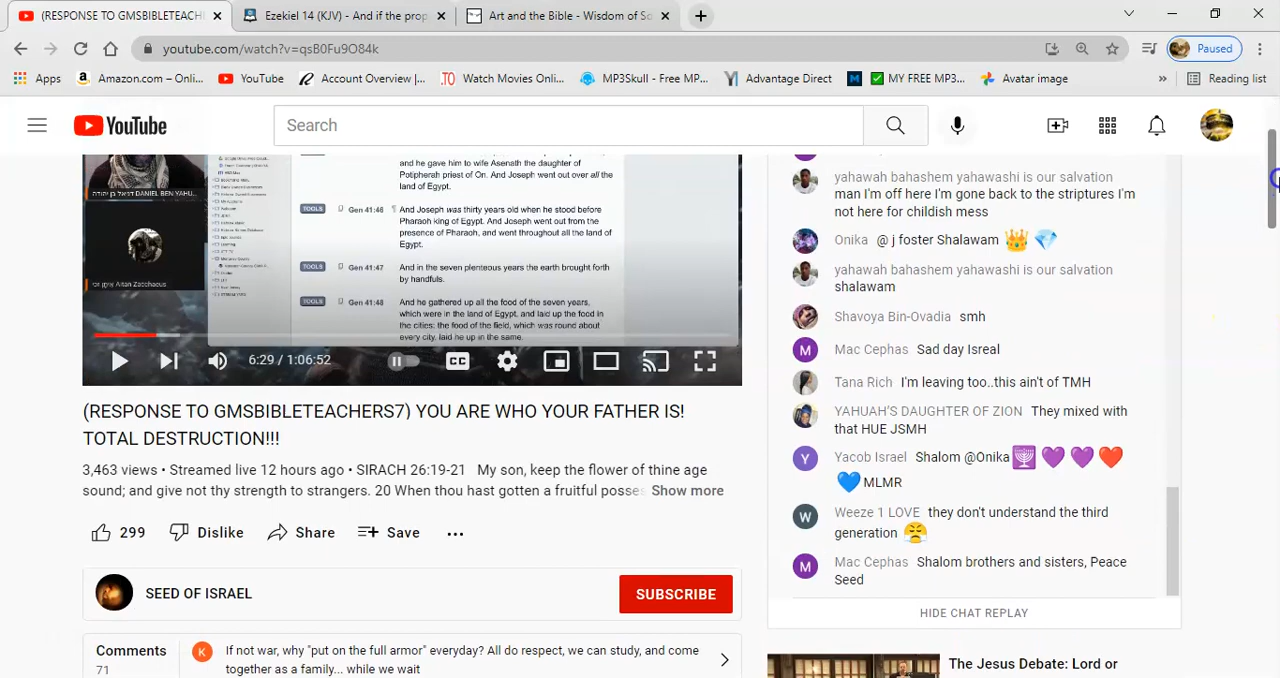 (RESPONSE TO GMSBIBLETEACHE
Ezekiel 14 (KJV) - And if the prop
Art and the Bible - Wisdom of So
youtube.com/watch?v=qsB0Fu9O84k
Paused
Apps
Amazon.com – Onli...
YouTube
Account Overview |...
.TO Watch Movies Onl...
MP3Skull - Free MP...
Advantage Direct
MY FREE MP3...
Avatar image
»
Reading list
YouTube
Search
and he gave him to wife Asenath the daughter of
Potipherah priest of On. And Joseph went out over all the
land of Egypt.
TOOLS Gen 41:46 ¶ And Joseph was thirty years old when he stood before
Pharaoh king of Egypt. And Joseph went out from the
presence of Pharaoh, and went throughout all the land of
Egypt.
TOOLS Gen 41:47 And in the seven plenteous years the earth brought forth
by handfuls.
TOOLS Gen 41:48 And he gathered up all the food of the seven years,
which were in the land of Egypt, and laid up the food in
the cities: the food of the field, which was round about
every city, laid he up in the same.
דניאל בן יהודה DANIEL BEN YAHU...
Aitan Zacchaeus
6:29 / 1:06:52
CC
(RESPONSE TO GMSBIBLETEACHERS7) YOU ARE WHO YOUR FATHER IS!
TOTAL DESTRUCTION!!!
3,463 views • Streamed live 12 hours SIRACH 26:19-21 My son, keep the flower of thine age
sound; and give not thy strength to strangers. 20 When thou hast gotten a fruitful posses Show more
299 Dislike Share Save ...
SEED OF ISRAEL
SUBSCRIBE
Comments
71
K
If not war, why "put on the full armor" everyday? All do respect, we can study, and come
together as a family... while we wait
yahawah bahashem yahawashi is our salvation
man I'm off here I'm gone back to the striptures I'm
not here for childish mess
Onika @ j foster Shalawam 👑 💎
yahawah bahashem yahawashi is our salvation
shalawam
Shavoya Bin-Ovadia smh
M Mac Cephas Sad day Isreal
Tana Rich I'm leaving too..this ain't of TMH
YAHUAH'S DAUGHTER OF ZION They mixed with
that HUE JSMH
Y Yacob Israel Shalom @Onika 🕎 💜 💜 ❤️
💙 MLMR
W Weeze 1 LOVE they don't understand the third
generation 😤
M Mac Cephas Shalom brothers and sisters, Peace
Seed
HIDE CHAT REPLAY
The Jesus Debate: Lord or